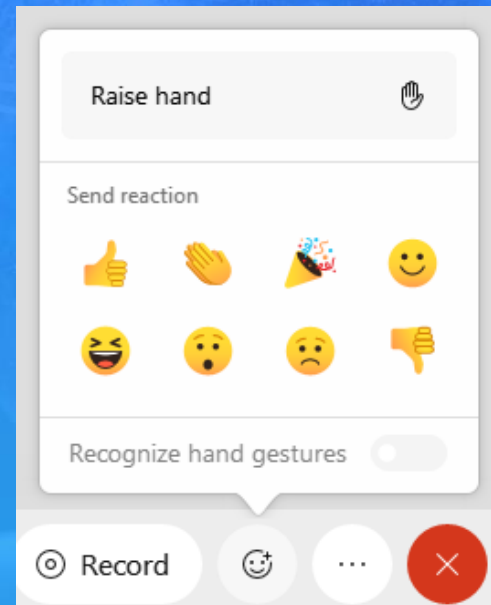 Raise hand
Send reaction
Recognize hand gestures
Record